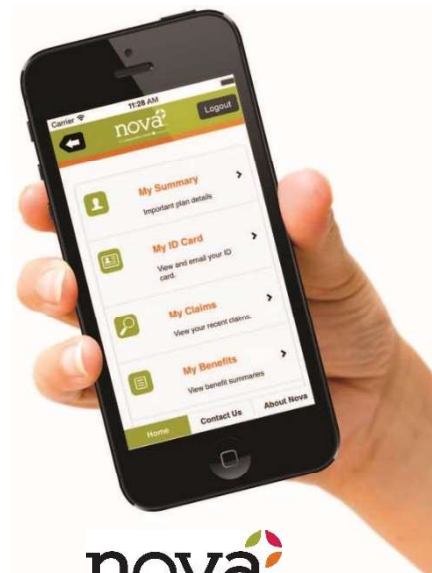 Carrier 11:28 AM
nova
Logout
My Summary
Important plan details
My ID Card
View and email your ID
card.
My Claims
View your recent claims.
My Benefits
View benefit summaries
Home Contact Us About Nova
nova